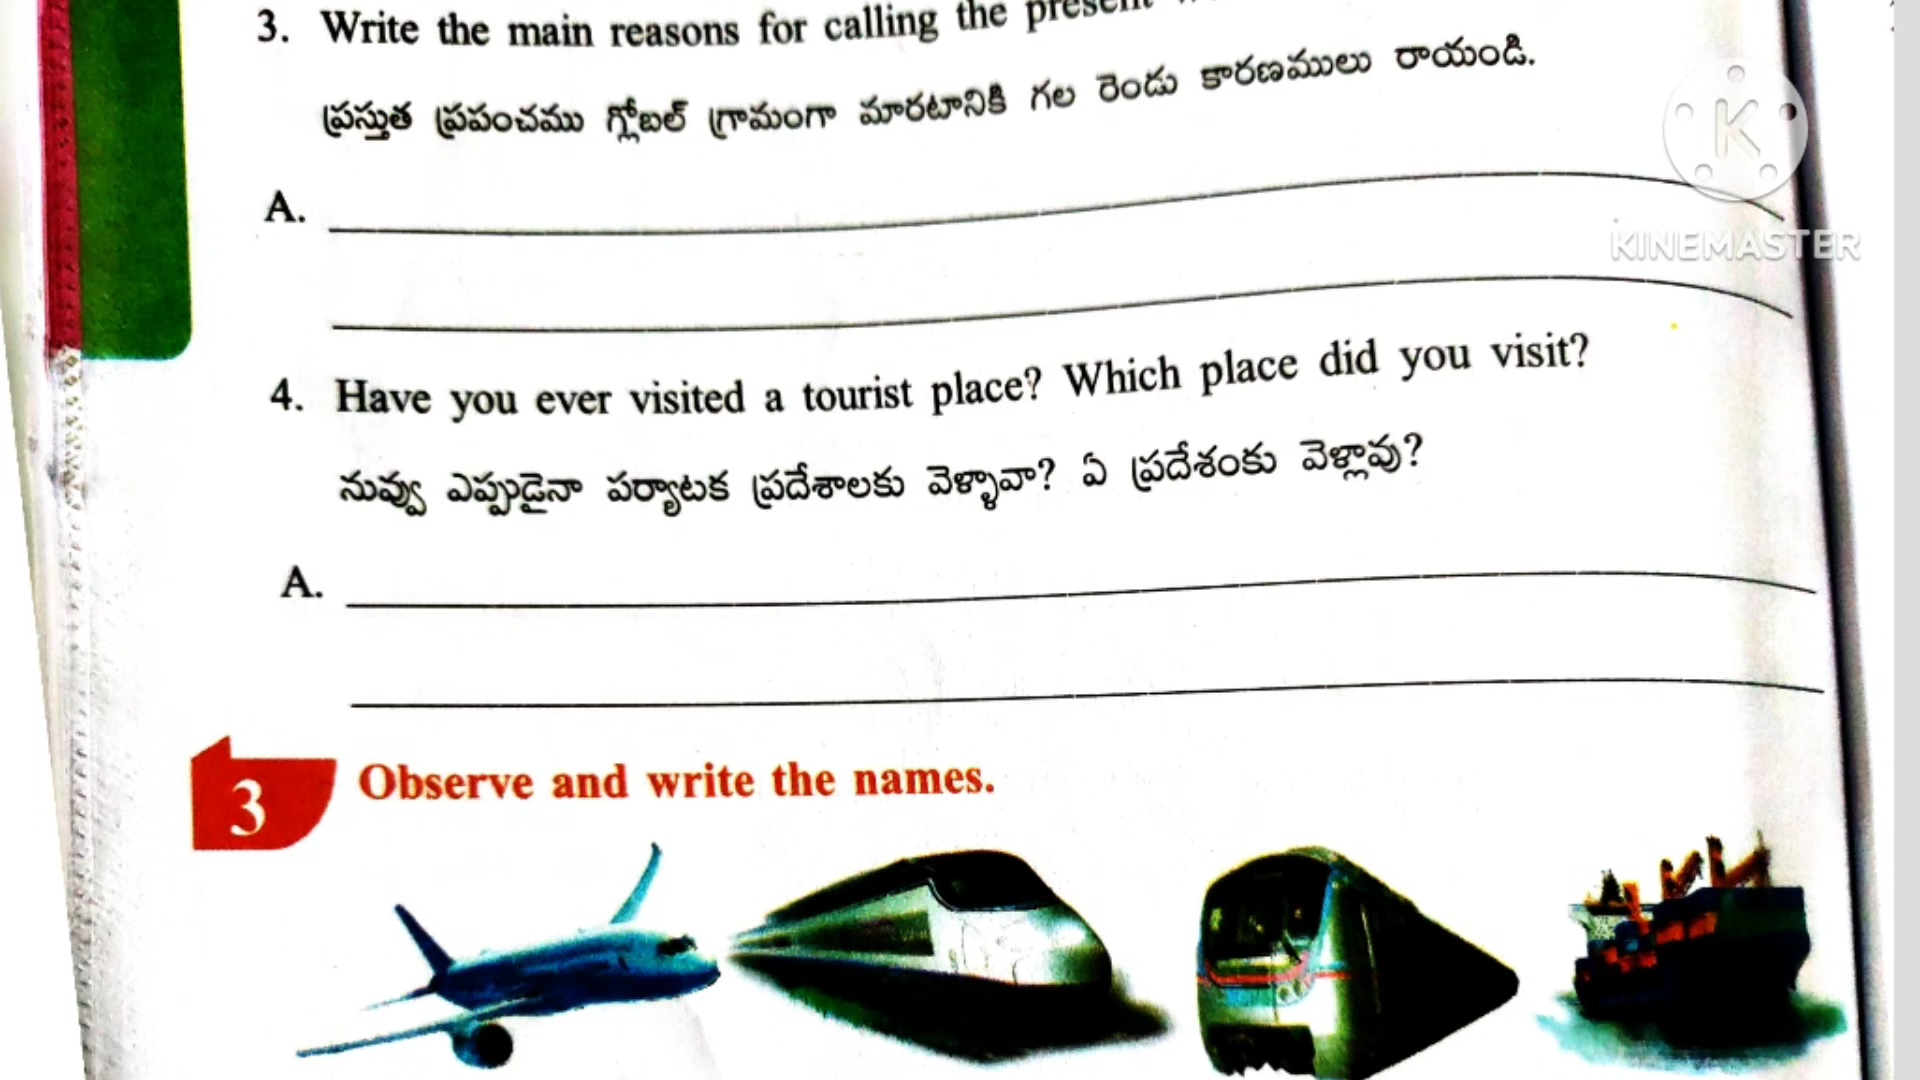 3. Write the main reasons for calling the present
ప్రస్తుత ప్రపంచము గ్లోబల్ గ్రామంగా మారటానికి గల రెండు కారణములు రాయండి.
K
KINEMASTER
A.
4. Have you ever visited a tourist place? Which place did you visit?
నువ్వు ఎప్పుడైనా పర్యాటక ప్రదేశాలకు వెళ్ళావా? ఏ ప్రదేశంకు వెళ్లావు?
A.
3 Observe and write the names.